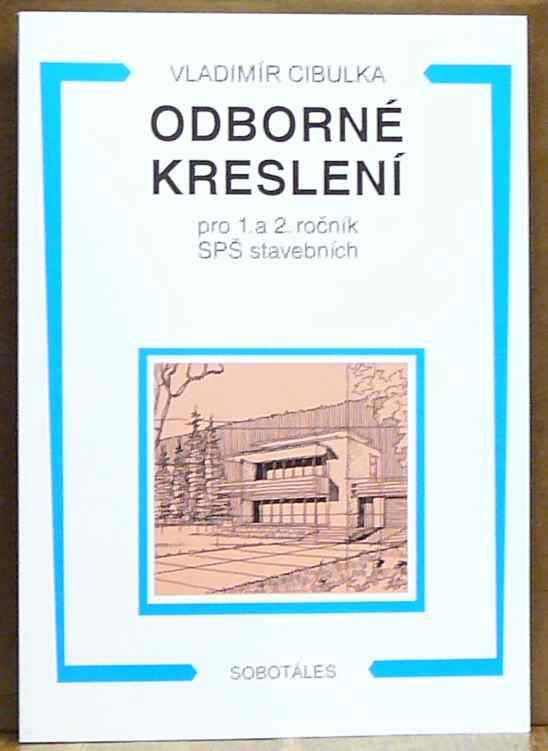 VLADIMÍR CIBULKA
ODBORNÉ
KRESLENÍ
pro 1. a 2. ročník
SPŠ stavebních
SOBOTÁLES